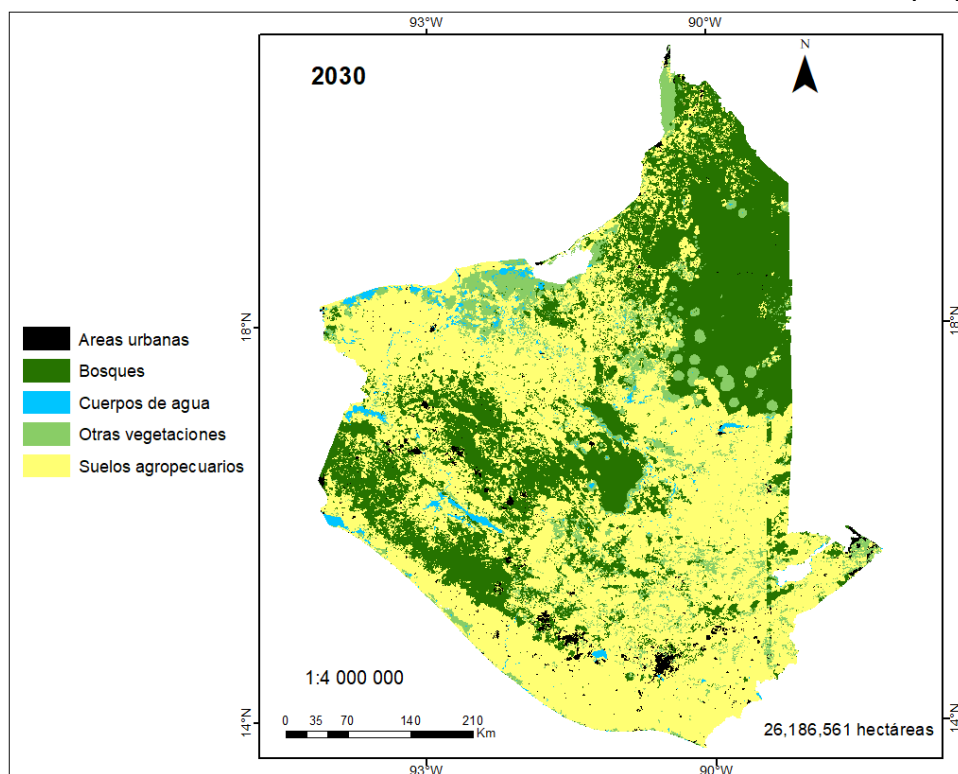 93°W
90°W
2030
N
18°N
18°N
Areas urbanas
Bosques
Cuerpos de agua
Otras vegetaciones
Suelos agropecuarios
1:4 000 000
0 35 70 140 210
Km
26,186,561 hectáreas
14°N
14°N
93°W
90°W